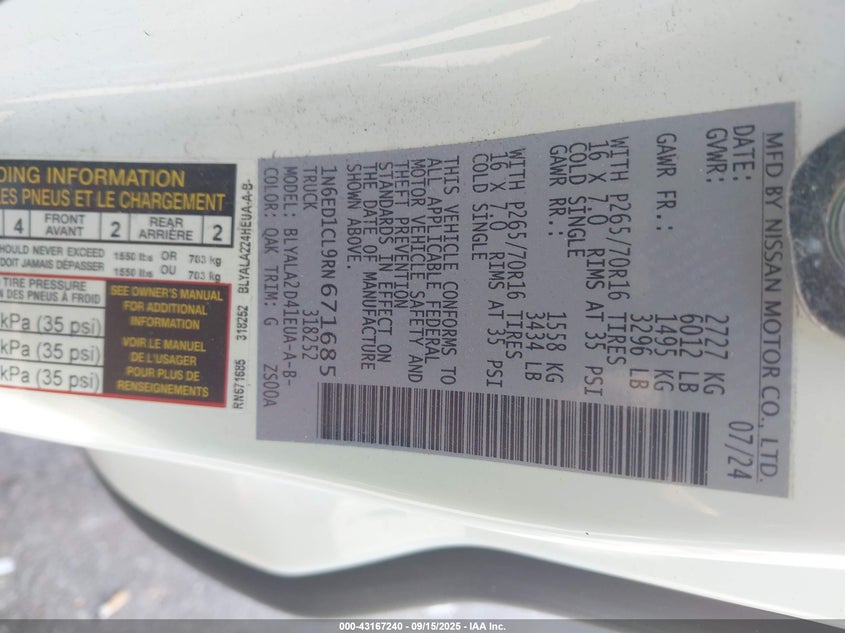 MFD BY NISSAN MOTOR CO., LTD.
DATE: 07/24
GVWR: 2727 KG
6012 LB
GAWR FR.: 1495 KG
3296 LB
WITH P265/70R16 TIRES
16 X 7.0 RIMS AT 35 PSI
COLD SINGLE
GAWR RR.: 1558 KG
3434 LB
WITH P265/70R16 TIRES
16 X 7.0 RIMS AT 35 PSI
COLD SINGLE
THIS VEHICLE CONFORMS TO
ALL APPLICABLE FEDERAL
MOTOR VEHICLE SAFETY AND
THEFT PREVENTION
STANDARDS IN EFFECT ON
THE DATE OF MANUFACTURE
SHOWN ABOVE.
1N6ED1CL9RN671685
TRUCK 318252
MODEL: BLYALA2D41EUA-A-B-
COLOR: QAK TRIM: G ZS00A
DING INFORMATION
LES PNEUS ET LE CHARGEMENT
4 FRONT AVANT 2 REAR ARRIÈRE 2
HOULD NEVER EXCEED 1550 lbs OR 703 kg
DOIT JAMAIS DÉPASSER 1550 lbs OU 703 kg
TIRE PRESSURE
N DES PNEUS À FROID
kPa (35 psi)
kPa (35 psi)
kPa (35 psi)
SEE OWNER'S MANUAL
FOR ADDITIONAL
INFORMATION
VOIR LE MANUEL
DE L'USAGER
POUR PLUS DE
RENSEIGNEMENTS
RN671685 318252 BLYALA2Z4HEUA-A-B-
000-43167240 - 09/15/2025 - IAA Inc.